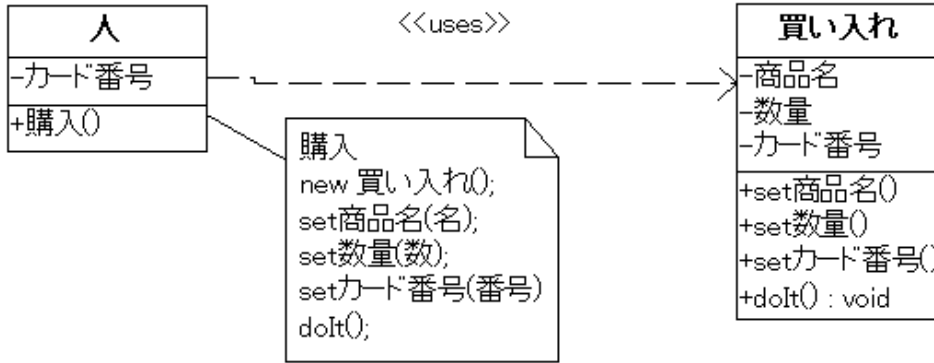 人
-カード番号
+購入()
<<uses>>
購入
new 買い入れ();
set商品名(名);
set数量(数);
setカード番号(番号)
doIt();
買い入れ
-商品名
-数量
-カード番号
+set商品名()
+set数量()
+setカード番号()
+doIt() : void